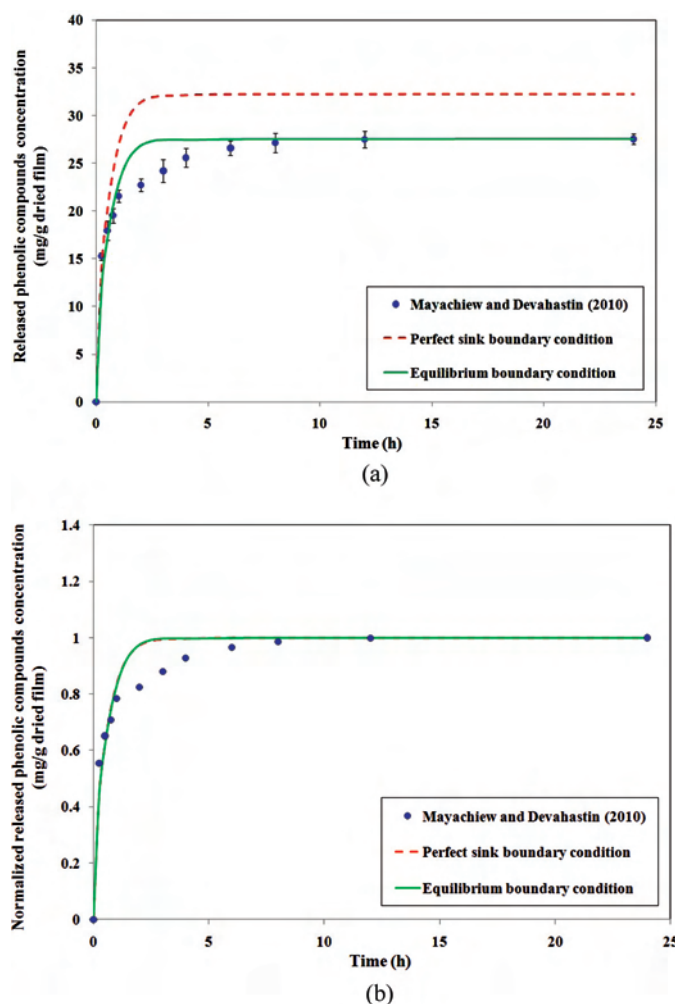 Released phenolic compounds concentration
(mg/g dried film)
40
35
30
25
20
15
10
5
0
Mayachiew and Devahastin (2010)
Perfect sink boundary condition
Equilibrium boundary condition
0 5 10 15 20 25
Time (h)
(a)
Normalized released phenolic compounds concentration
(mg/g dried film)
1.4
1.2
1
0.8
0.6
0.4
0.2
0
Mayachiew and Devahastin (2010)
Perfect sink boundary condition
Equilibrium boundary condition
0 5 10 15 20 25
Time (h)
(b)